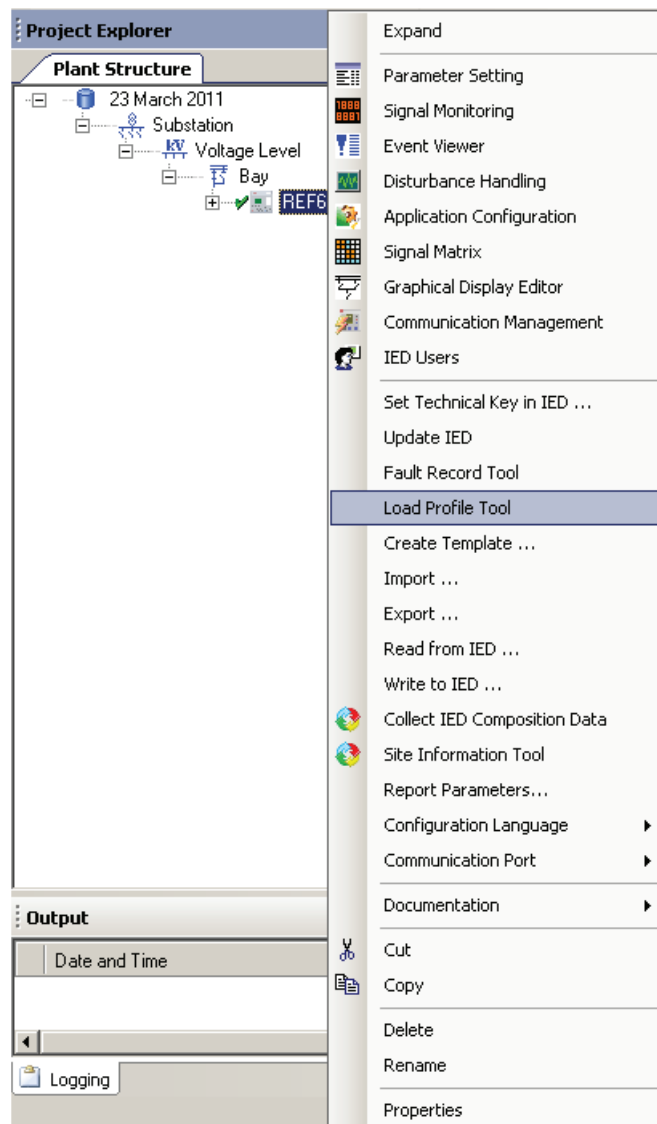 Project Explorer
Plant Structure
23 March 2011
Substation
Voltage Level
Bay
REF6
Expand
Parameter Setting
Signal Monitoring
Event Viewer
Disturbance Handling
Application Configuration
Signal Matrix
Graphical Display Editor
Communication Management
IED Users
Set Technical Key in IED ...
Update IED
Fault Record Tool
Load Profile Tool
Create Template ...
Import ...
Export ...
Read from IED ...
Write to IED ...
Collect IED Composition Data
Site Information Tool
Report Parameters...
Configuration Language
Communication Port
Documentation
Cut
Copy
Delete
Rename
Properties
Output
Date and Time
Logging